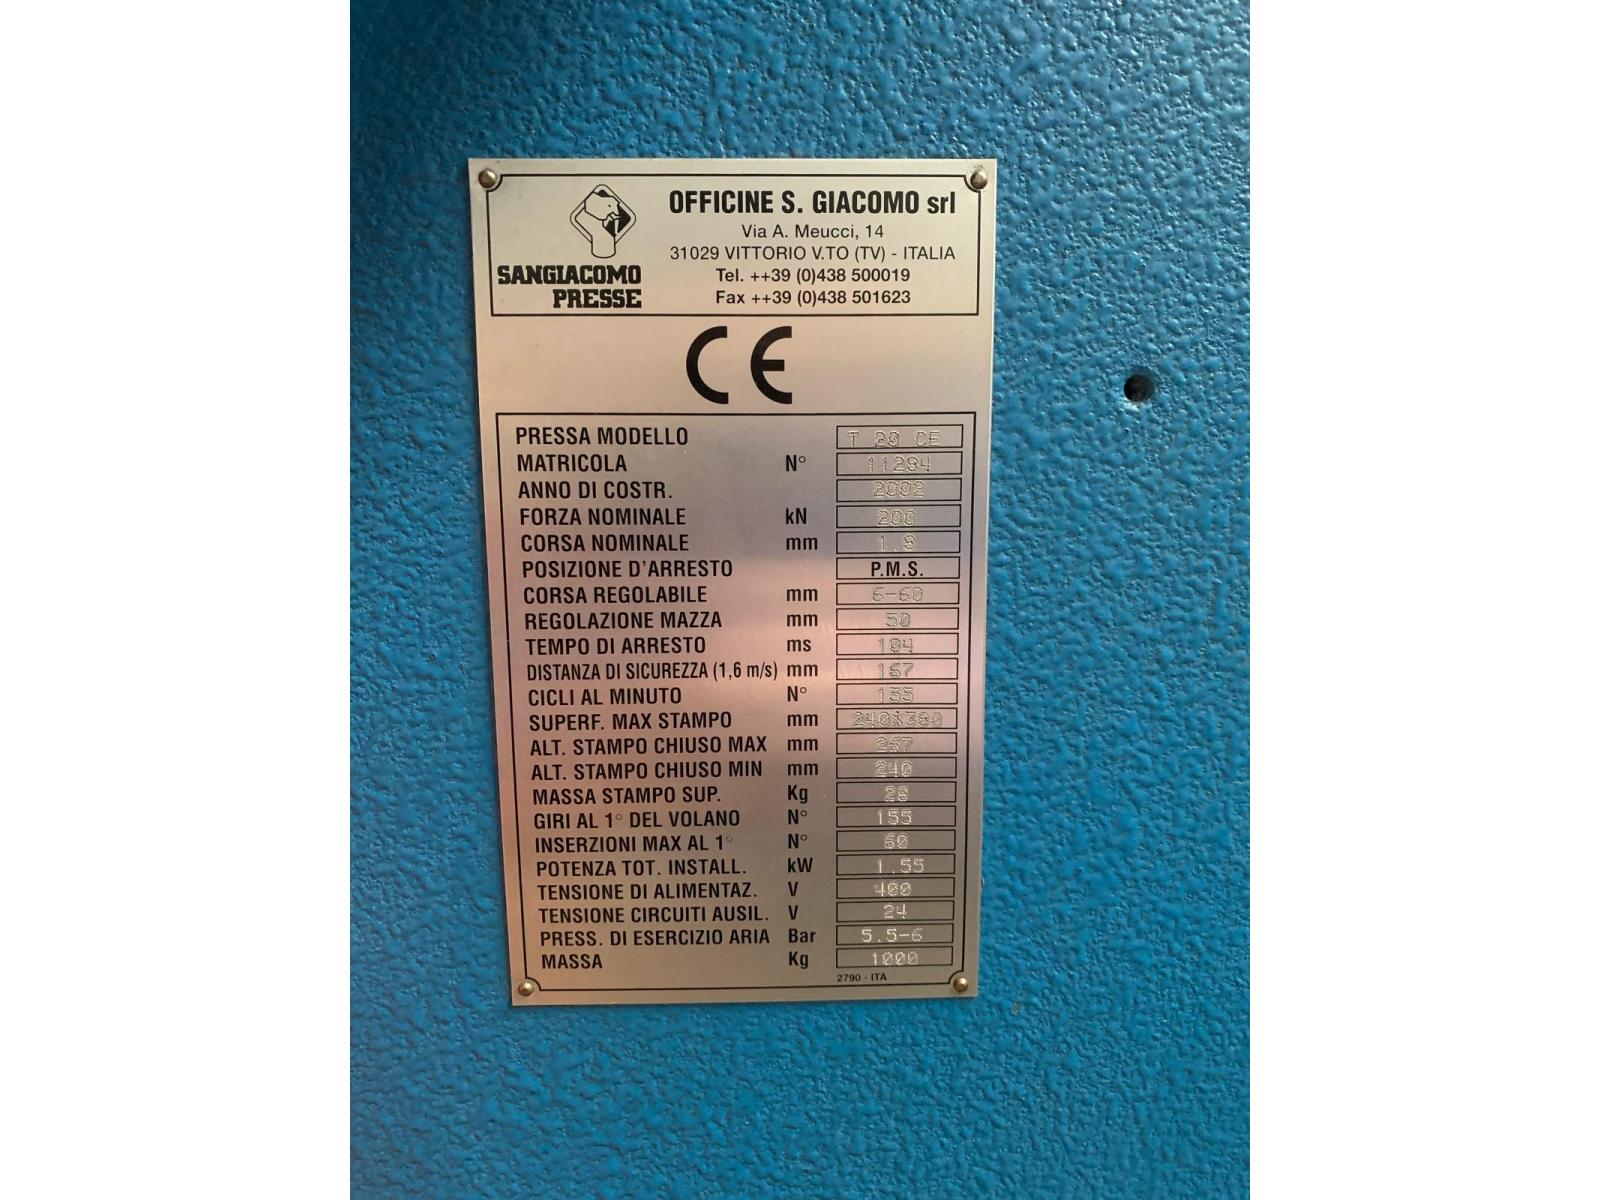 SANGIACOMO
PRESSE
OFFICINE S. GIACOMO srl
Via A. Meucci, 14
31029 VITTORIO V.TO (TV) - ITALIA
Tel. ++39 (0)438 500019
Fax ++39 (0)438 501623
CE
PRESSA MODELLO T 20 CE
MATRICOLA N° 11294
ANNO DI COSTR. 2002
FORZA NOMINALE kN 200
CORSA NOMINALE mm
POSIZIONE D'ARRESTO P.M.S.
CORSA REGOLABILE mm 6-60
REGOLAZIONE MAZZA mm 50
TEMPO DI ARRESTO ms 104
DISTANZA DI SICUREZZA (1,6 m/s) mm 167
CICLI AL MINUTO N° 155
SUPERF. MAX STAMPO mm
ALT. STAMPO CHIUSO MAX mm 267
ALT. STAMPO CHIUSO MIN mm 240
MASSA STAMPO SUP. Kg 28
GIRI AL 1° DEL VOLANO N° 155
INSERZIONI MAX AL 1° N° 60
POTENZA TOT. INSTALL. kW 1.55
TENSIONE DI ALIMENTAZ. V 400
TENSIONE CIRCUITI AUSIL. V 24
PRESS. DI ESERCIZIO ARIA Bar 5.5-6
MASSA Kg 1000
2790 - ITA